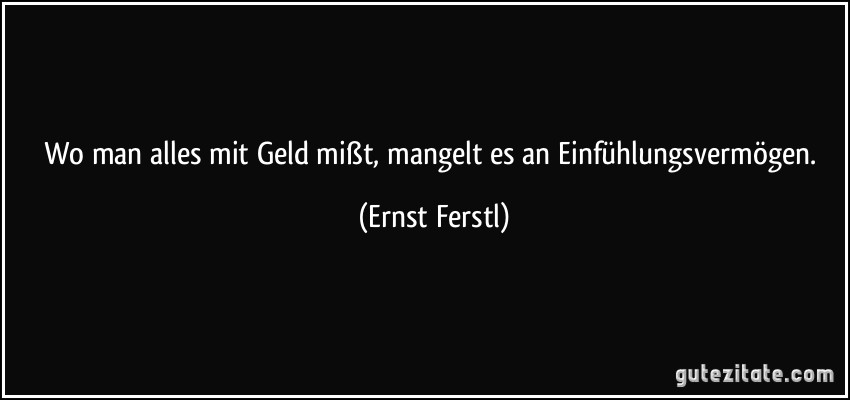 Wo man alles mit Geld mißt, mangelt es an Einfühlungsvermögen.
(Ernst Ferstl)
gutezitate.com